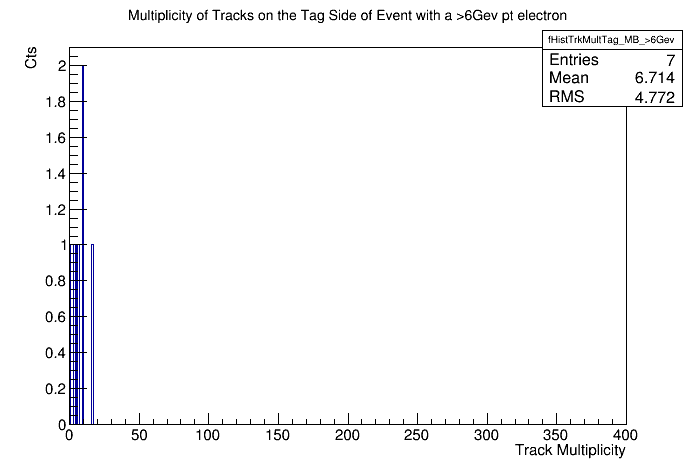 Multiplicity of Tracks on the Tag Side of Event with a >6Gev pt electron
fHistTrkMultTag_MB_>6Gev
Entries 7
Mean 6.714
RMS 4.772
Cts
2
1.8
1.6
1.4
1.2
1
0.8
0.6
0.4
0.2
0
0 50 100 150 200 250 300 350 400
Track Multiplicity